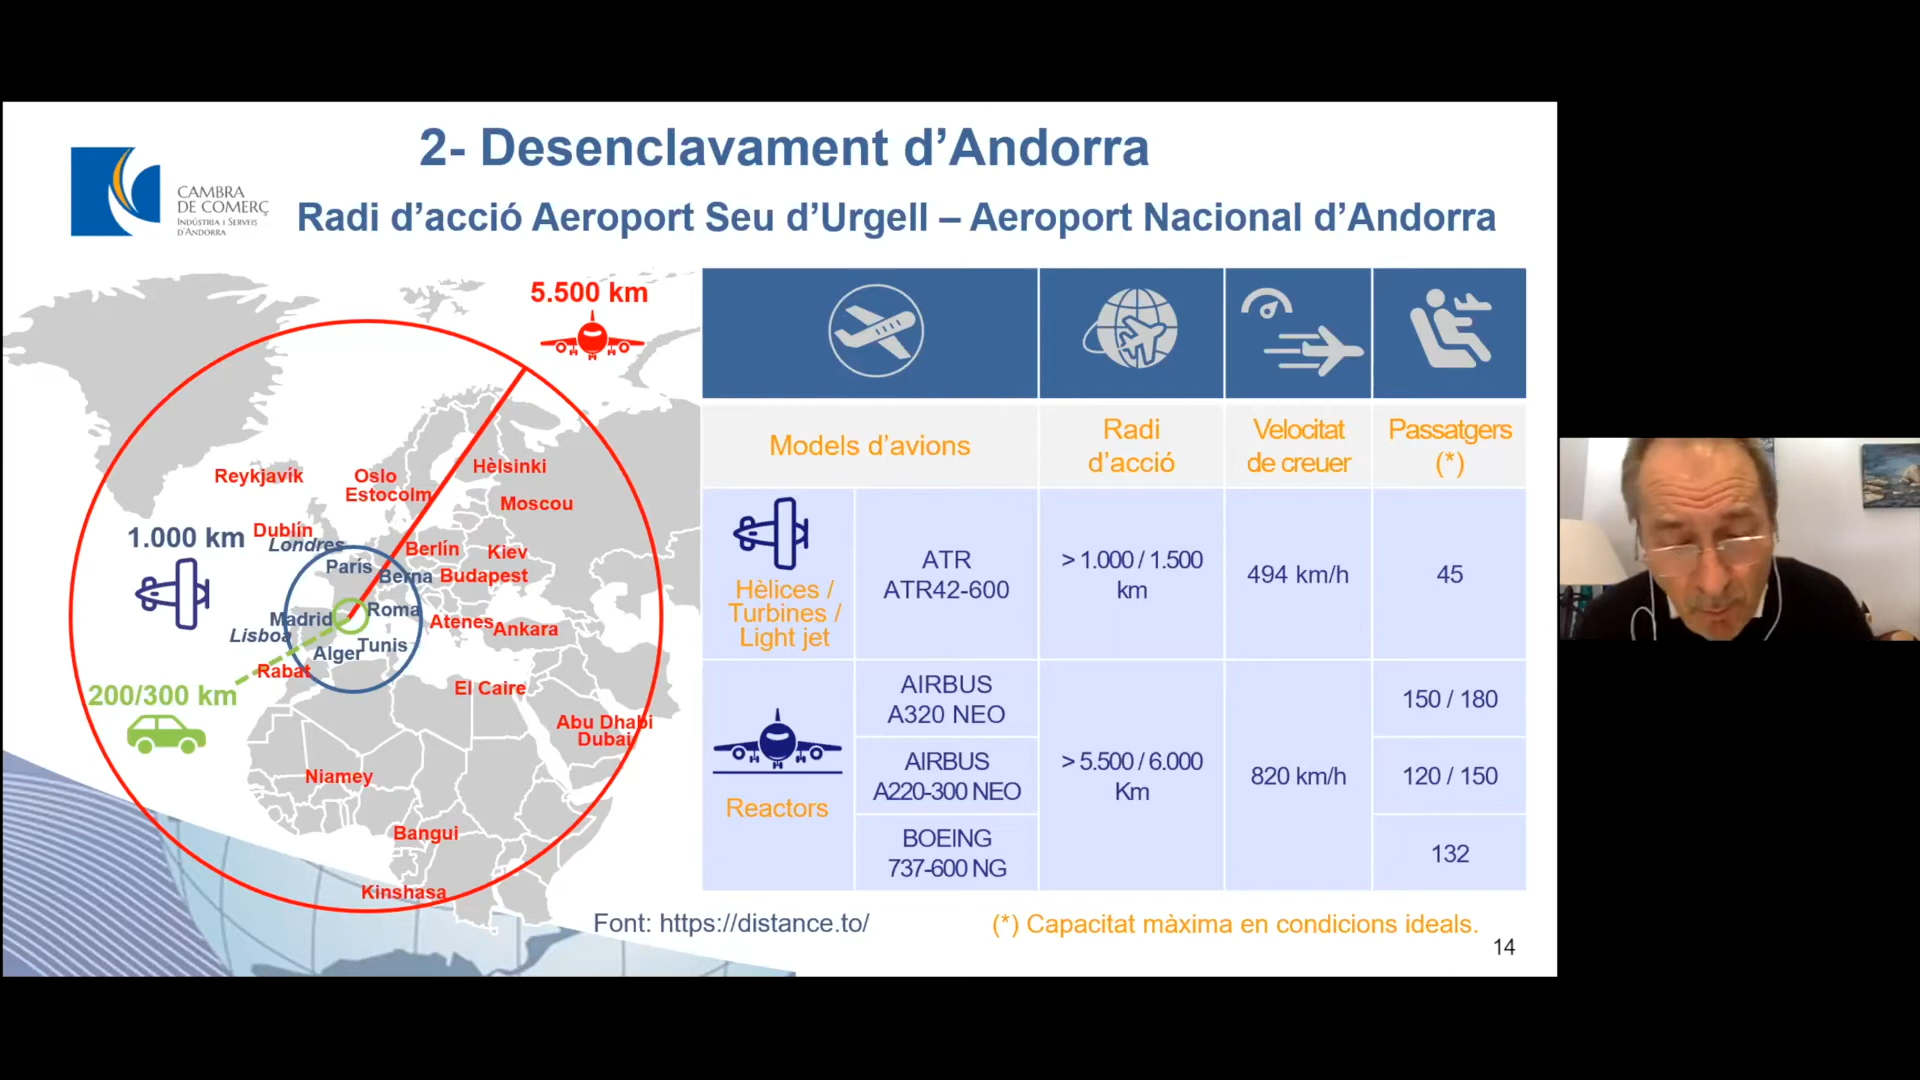 2- Desenclavament d’Andorra
CAMBRA
DE COMERÇ
INDÚSTRIA I SERVEIS
D'ANDORRA
Radi d’acció Aeroport Seu d’Urgell – Aeroport Nacional d’Andorra
5.500 km
Reykjavík
Oslo
Estocolm
Hèlsinki
Moscou
1.000 km
Dublín
Londres
París
Berlín
Kiev
Berna
Budapest
Madrid
Roma
Lisboa
Atenes
Ankara
Alger
Tunis
Rabat
200/300 km
El Caire
Abu Dhabi
Dubai
Niamey
Bangui
Kinshasa
Models d’avions
Radi
d’acció
Velocitat
de creuer
Passatgers
(*)
Hèlices /
Turbines /
Light jet
ATR
ATR42-600
> 1.000 / 1.500
km
494 km/h
45
Reactors
AIRBUS
A320 NEO
AIRBUS
A220-300 NEO
BOEING
737-600 NG
> 5.500 / 6.000
Km
820 km/h
150 / 180
120 / 150
132
Font: https://distance.to/
(*) Capacitat màxima en condicions ideals.
14